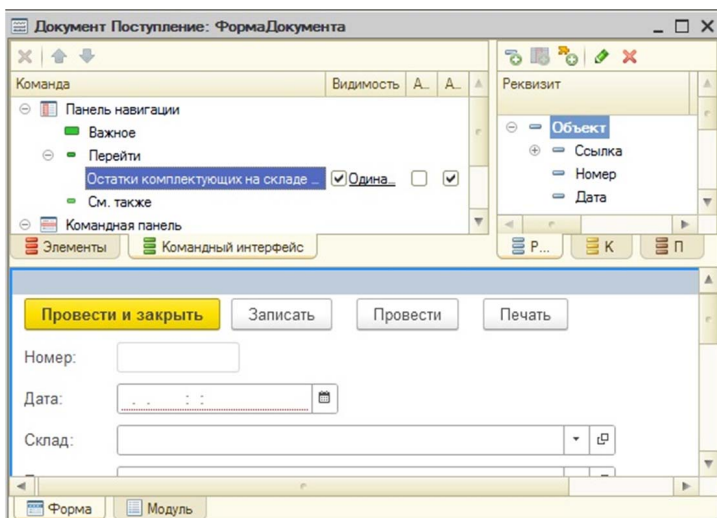 Документ Поступление: ФормаДокумента
Команда Видимость А... А...
Панель навигации
Важное
Перейти
Остатки комплектующих на складе ... Одина...
См. также
Командная панель
Элементы Командный интерфейс
Реквизит
Объект
Ссылка
Номер
Дата
Р... К П
Провести и закрыть Записать Провести Печать
Номер:
Дата: . . : :
Склад:
Форма Модуль